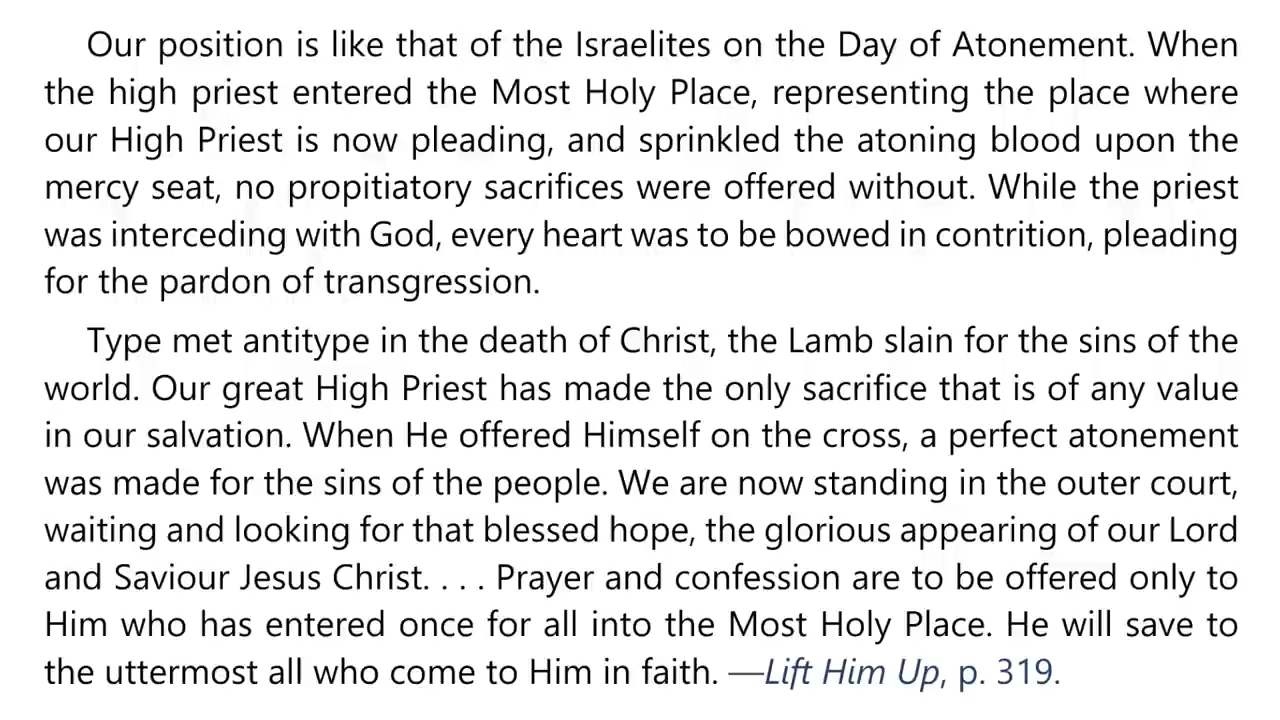 Our position is like that of the Israelites on the Day of Atonement. When
the high priest entered the Most Holy Place, representing the place where
our High Priest is now pleading, and sprinkled the atoning blood upon the
mercy seat, no propitiatory sacrifices were offered without. While the priest
was interceding with God, every heart was to be bowed in contrition, pleading
for the pardon of transgression.
Type met antitype in the death of Christ, the Lamb slain for the sins of the
world. Our great High Priest has made the only sacrifice that is of any value
in our salvation. When He offered Himself on the cross, a perfect atonement
was made for the sins of the people. We are now standing in the outer court,
waiting and looking for that blessed hope, the glorious appearing of our Lord
and Saviour Jesus Christ. . . . Prayer and confession are to be offered only to
Him who has entered once for all into the Most Holy Place. He will save to
the uttermost all who come to Him in faith. —Lift Him Up, p. 319.